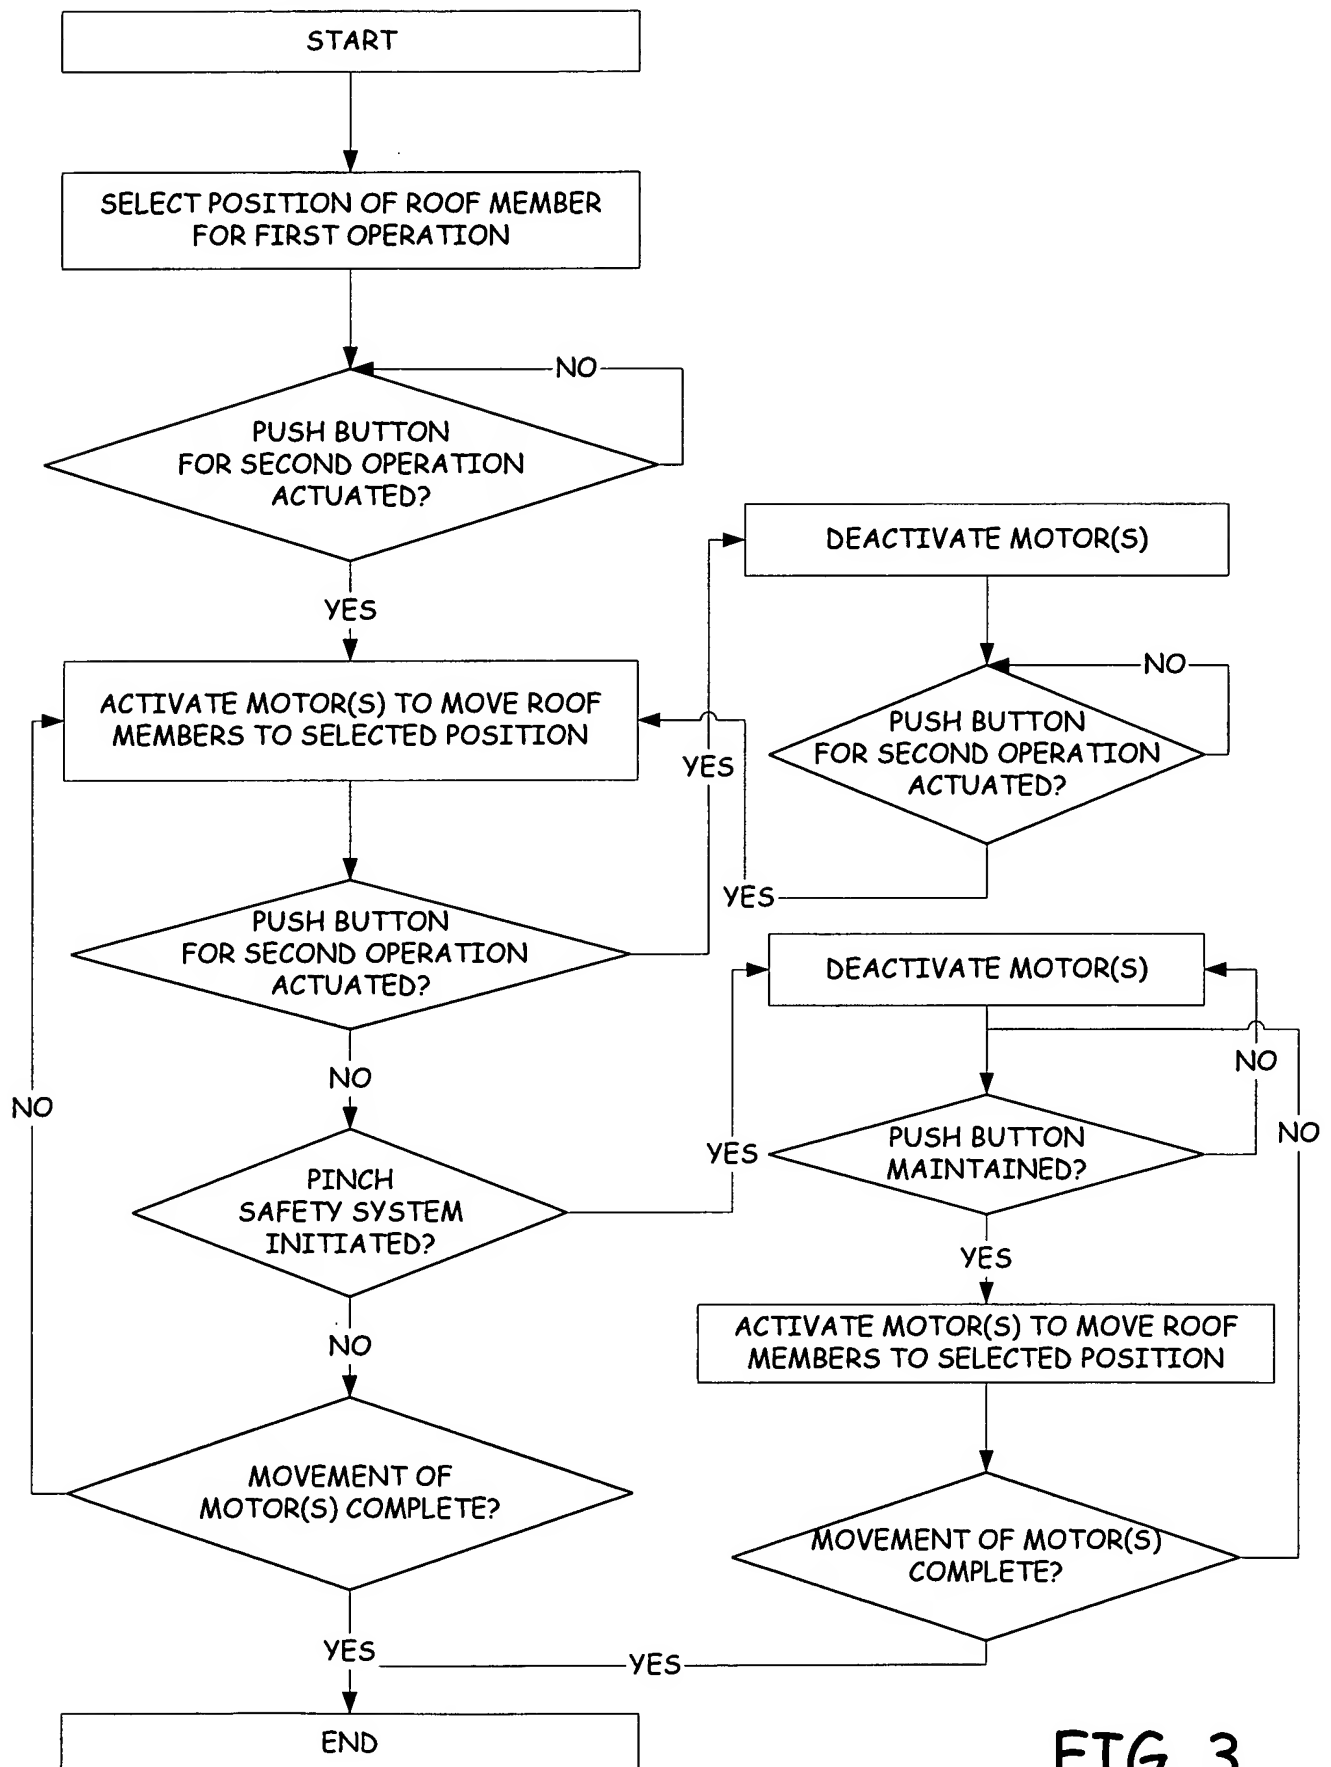 START
SELECT POSITION OF ROOF MEMBER
FOR FIRST OPERATION
NO
PUSH BUTTON
FOR SECOND OPERATION
ACTUATED?
YES
ACTIVATE MOTOR(S) TO MOVE ROOF
MEMBERS TO SELECTED POSITION
PUSH BUTTON
FOR SECOND OPERATION
ACTUATED?
YES
DEACTIVATE MOTOR(S)
NO
PUSH BUTTON
FOR SECOND OPERATION
ACTUATED?
YES
NO
PINCH
SAFETY SYSTEM
INITIATED?
YES
DEACTIVATE MOTOR(S)
PUSH BUTTON
MAINTAINED?
NO
YES
ACTIVATE MOTOR(S) TO MOVE ROOF
MEMBERS TO SELECTED POSITION
MOVEMENT OF MOTOR(S)
COMPLETE?
NO
YES
NO
MOVEMENT OF
MOTOR(S) COMPLETE?
NO
YES
END
FIG. 3